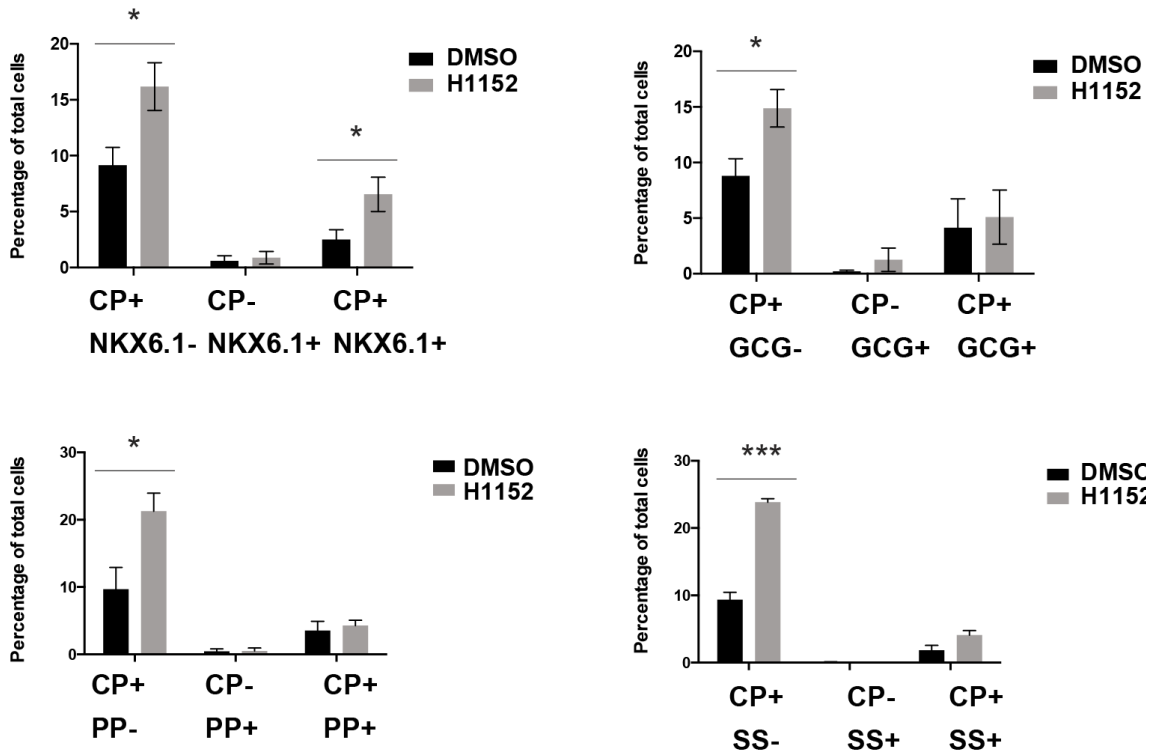 *
20
15
10
5
0
Percentage of total cells
DMSO
H1152
*
CP+ CP- CP+
NKX6.1- NKX6.1+ NKX6.1+
*
20
15
10
5
0
Percentage of total cells
DMSO
H1152
CP+ CP- CP+
GCG- GCG+ GCG+
*
30
20
10
0
Percentage of total cells
DMSO
H1152
CP+ CP- CP+
PP- PP+ PP+
***
30
20
10
0
Percentage of total cells
DMSC
H1152
CP+ CP- CP+
SS- SS+ SS+